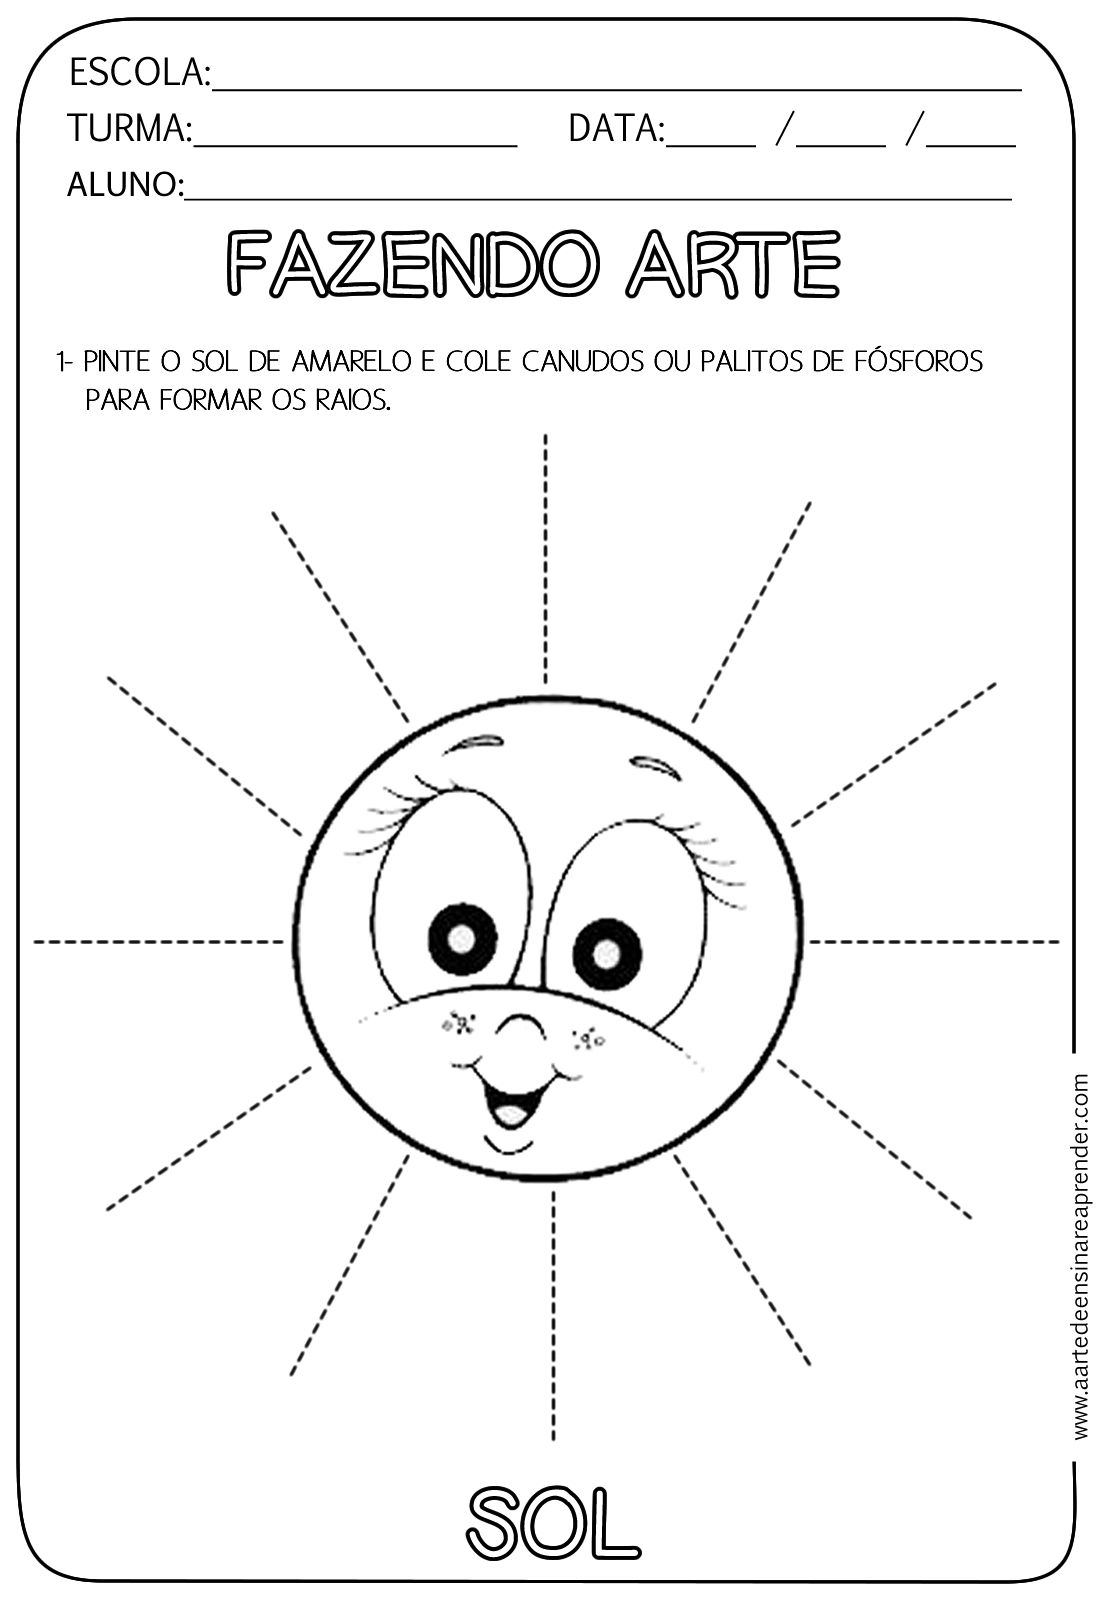 ESCOLA:
TURMA: DATA: / /
ALUNO:
FAZENDO ARTE
1- PINTE O SOL DE AMARELO E COLE CANUDOS OU PALITOS DE FÓSFOROS
PARA FORMAR OS RAIOS.
www.aartedeensinareaprender.com
SOL